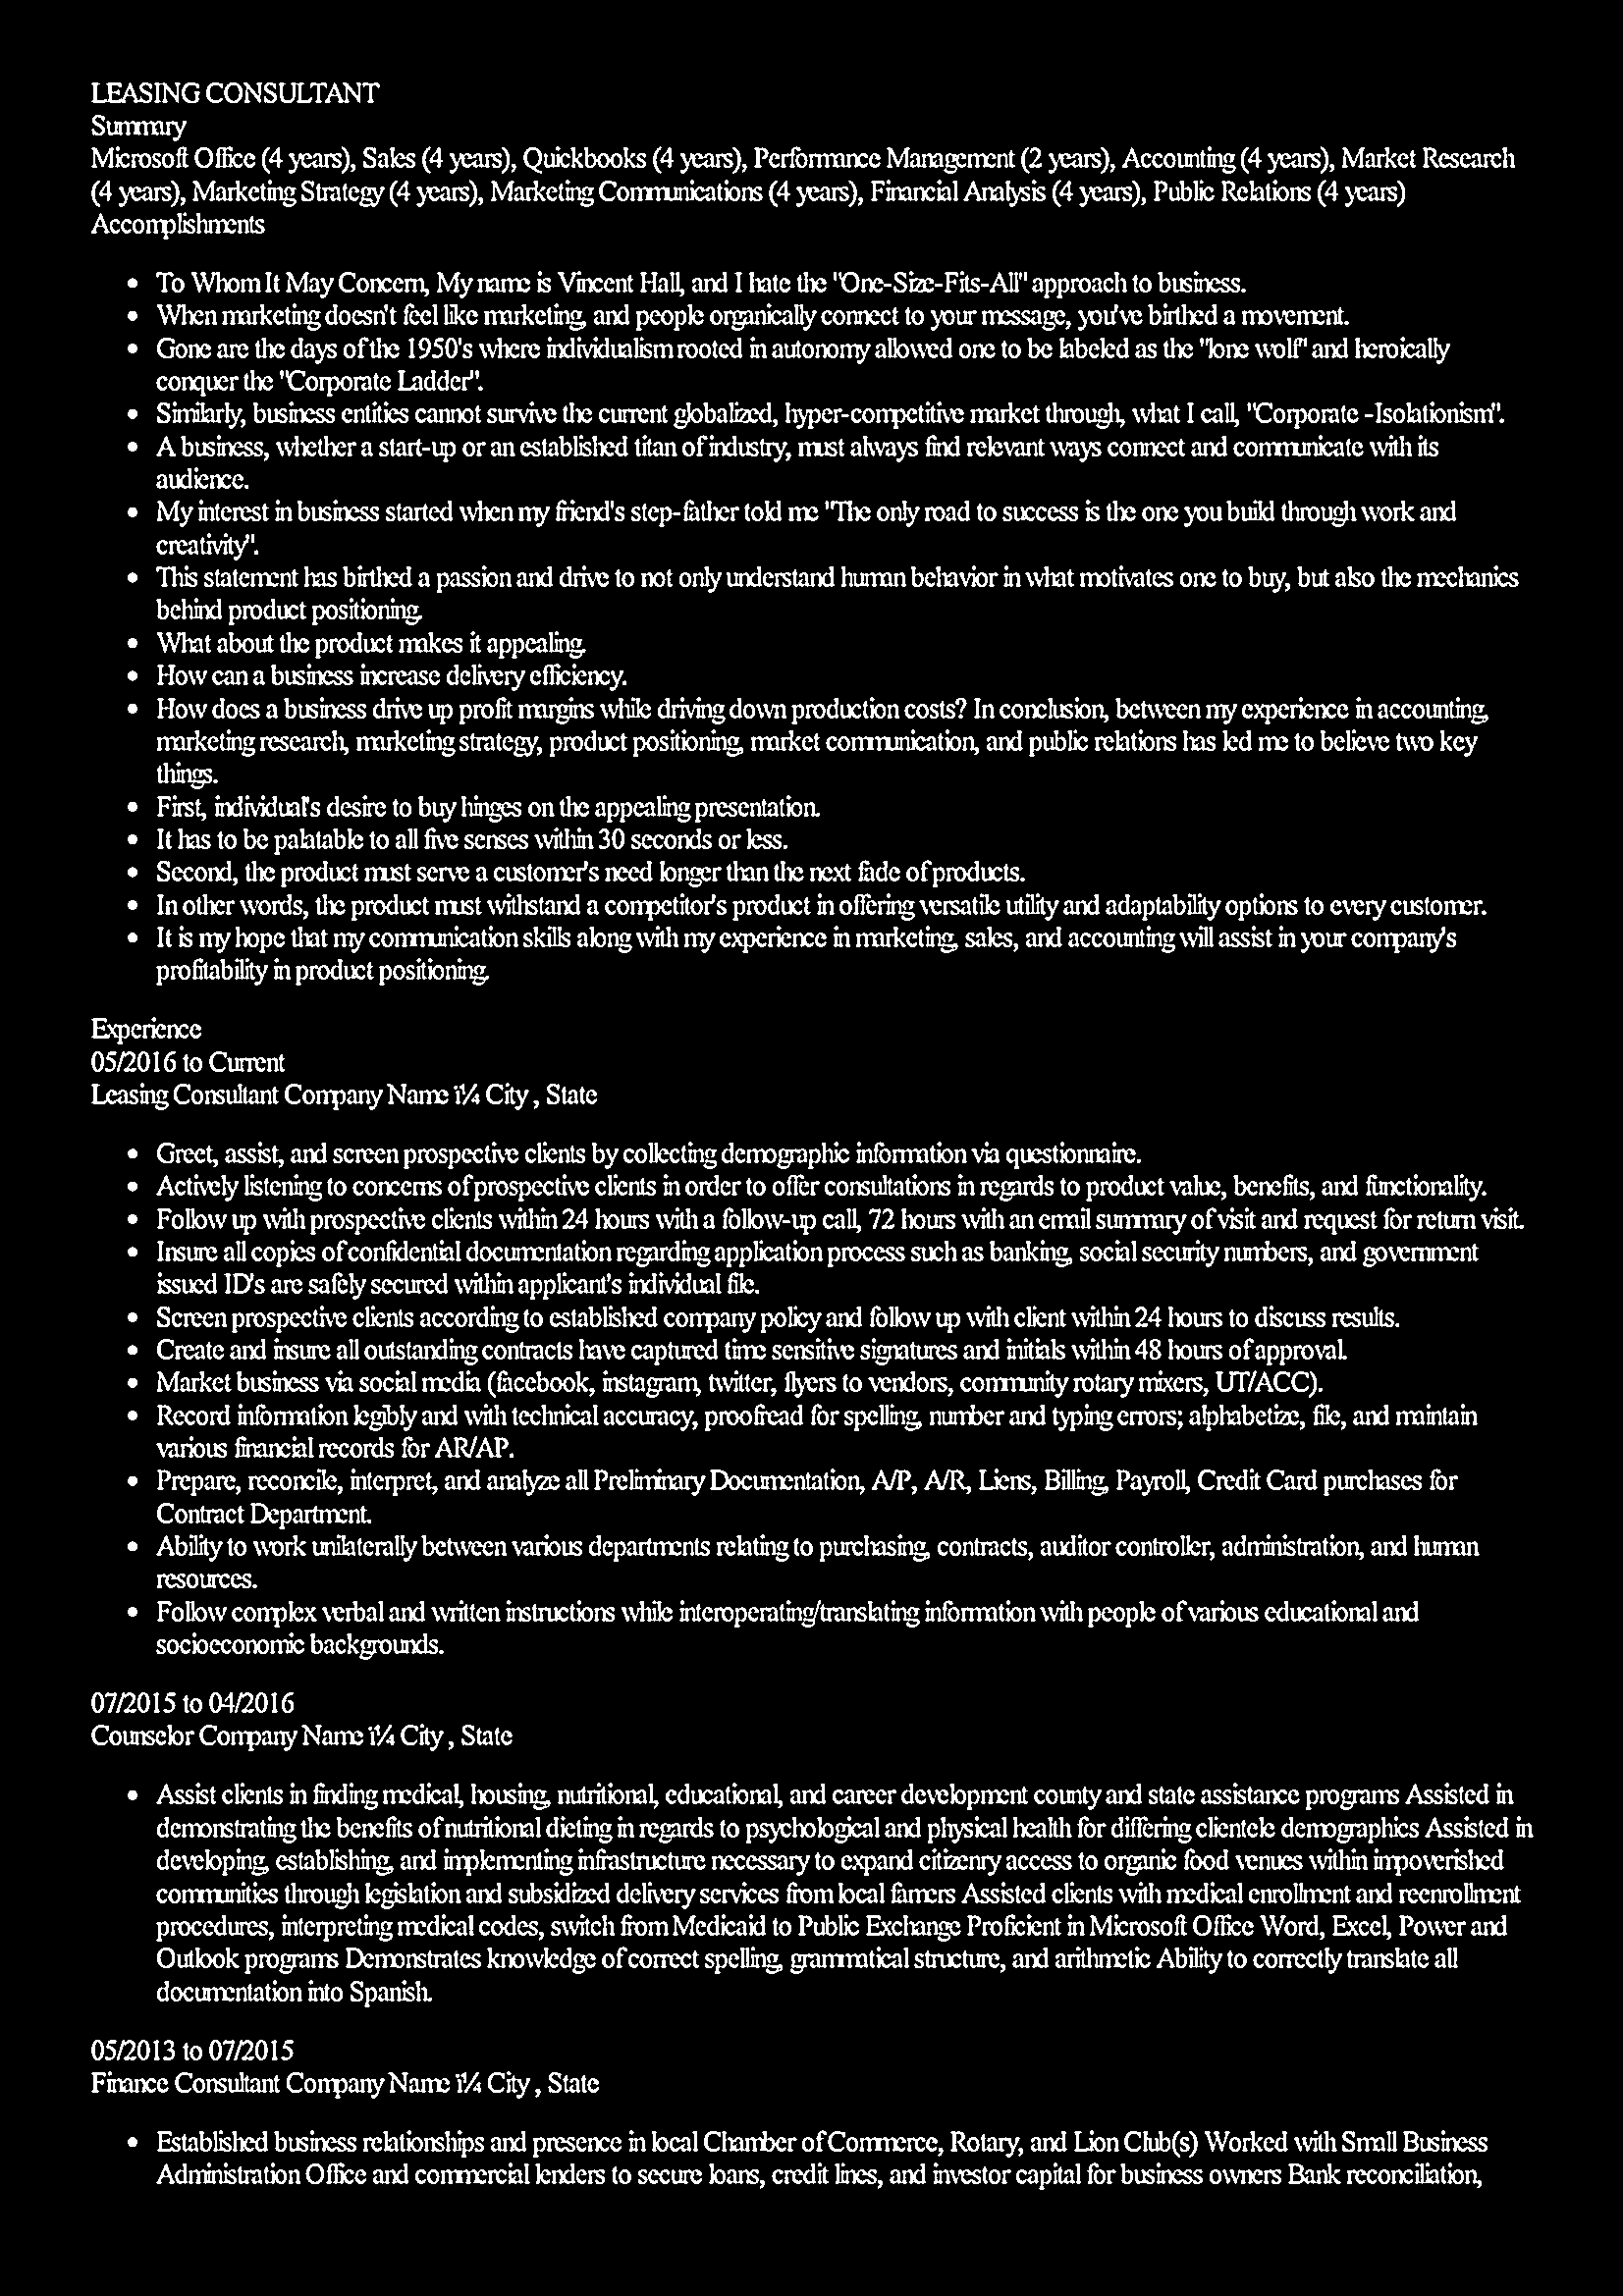 LEASING CONSULTANT
Summary
Microsoft Office (4 years), Sales (4 years), Quickbooks (4 years), Performance Management (2 years), Accounting (4 years), Market Research
(4 years), Marketing Strategy (4 years), Marketing Communications (4 years), Financial Analysis (4 years), Public Relations (4 years)
Accomplishments
• To Whom It May Concern, My name is Vincent Hall, and I hate the "One-Size-Fits-All" approach to business.
• When marketing doesn't feel like marketing, and people organically connect to your message, you've birthed a movement.
• Gone are the days of the 1950's where individualism rooted in autonomy allowed one to be labeled as the "lone wolf" and heroically
conquer the "Corporate Ladder".
• Similarly, business entities cannot survive the current globalized, hyper-competitive market through, what I call, "Corporate -Isolationism".
• A business, whether a start-up or an established titan of industry, must always find relevant ways connect and communicate with its
audience.
• My interest in business started when my friend's step-father told me "The only road to success is the one you build through work and
creativity".
• This statement has birthed a passion and drive to not only understand human behavior in what motivates one to buy, but also the mechanics
behind product positioning.
• What about the product makes it appealing.
• How can a business increase delivery efficiency.
• How does a business drive up profit margins while driving down production costs? In conclusion, between my experience in accounting,
marketing research, marketing strategy, product positioning, market communication, and public relations has led me to believe two key
things.
• First, individual's desire to buy hinges on the appealing presentation.
• It has to be palatable to all five senses within 30 seconds or less.
• Second, the product must serve a customer's need longer than the next fade of products.
• In other words, the product must withstand a competitor's product in offering versatile utility and adaptability options to every customer.
• It is my hope that my communication skills along with my experience in marketing, sales, and accounting will assist in your company's
profitability in product positioning.
Experience
05/2016 to Current
Leasing Consultant Company Name ï¼ City , State
• Greet, assist, and screen prospective clients by collecting demographic information via questionnaire.
• Actively listening to concerns of prospective clients in order to offer consultations in regards to product value, benefits, and functionality.
• Follow up with prospective clients within 24 hours with a follow-up call, 72 hours with an email summary of visit and request for return visit.
• Insure all copies of confidential documentation regarding application process such as banking, social security numbers, and government
issued ID's are safely secured within applicant's individual file.
• Screen prospective clients according to established company policy and follow up with client within 24 hours to discuss results.
• Create and insure all outstanding contracts have captured time sensitive signatures and initials within 48 hours of approval.
• Market business via social media (facebook, instagram, twitter, flyers to vendors, community rotary mixers, UT/ACC).
• Record information legibly and with technical accuracy, proofread for spelling, number and typing errors; alphabetize, file, and maintain
various financial records for AR/AP.
• Prepare, reconcile, interpret, and analyze all Preliminary Documentation, A/P, A/R, Liens, Billing, Payroll, Credit Card purchases for
Contract Department.
• Ability to work unilaterally between various departments relating to purchasing, contracts, auditor controller, administration, and human
resources.
• Follow complex verbal and written instructions while interoperating/translating information with people of various educational and
socioeconomic backgrounds.
07/2015 to 04/2016
Counselor Company Name ï¼ City , State
• Assist clients in finding medical, housing, nutritional, educational, and career development county and state assistance programs Assisted in
demonstrating the benefits of nutritional dieting in regards to psychological and physical health for differing clientele demographics Assisted in
developing, establishing, and implementing infrastructure necessary to expand citizenry access to organic food venues within impoverished
communities through legislation and subsidized delivery services from local famers Assisted clients with medical enrollment and reenrollment
procedures, interpreting medical codes, switch from Medicaid to Public Exchange Proficient in Microsoft Office Word, Excel, Power and
Outlook programs Demonstrates knowledge of correct spelling, grammatical structure, and arithmetic Ability to correctly translate all
documentation into Spanish.
05/2013 to 07/2015
Finance Consultant Company Name ï¼ City , State
• Established business relationships and presence in local Chamber of Commerce, Rotary, and Lion Club(s) Worked with Small Business
Administration Office and commercial lenders to secure loans, credit lines, and investor capital for business owners Bank reconciliation,